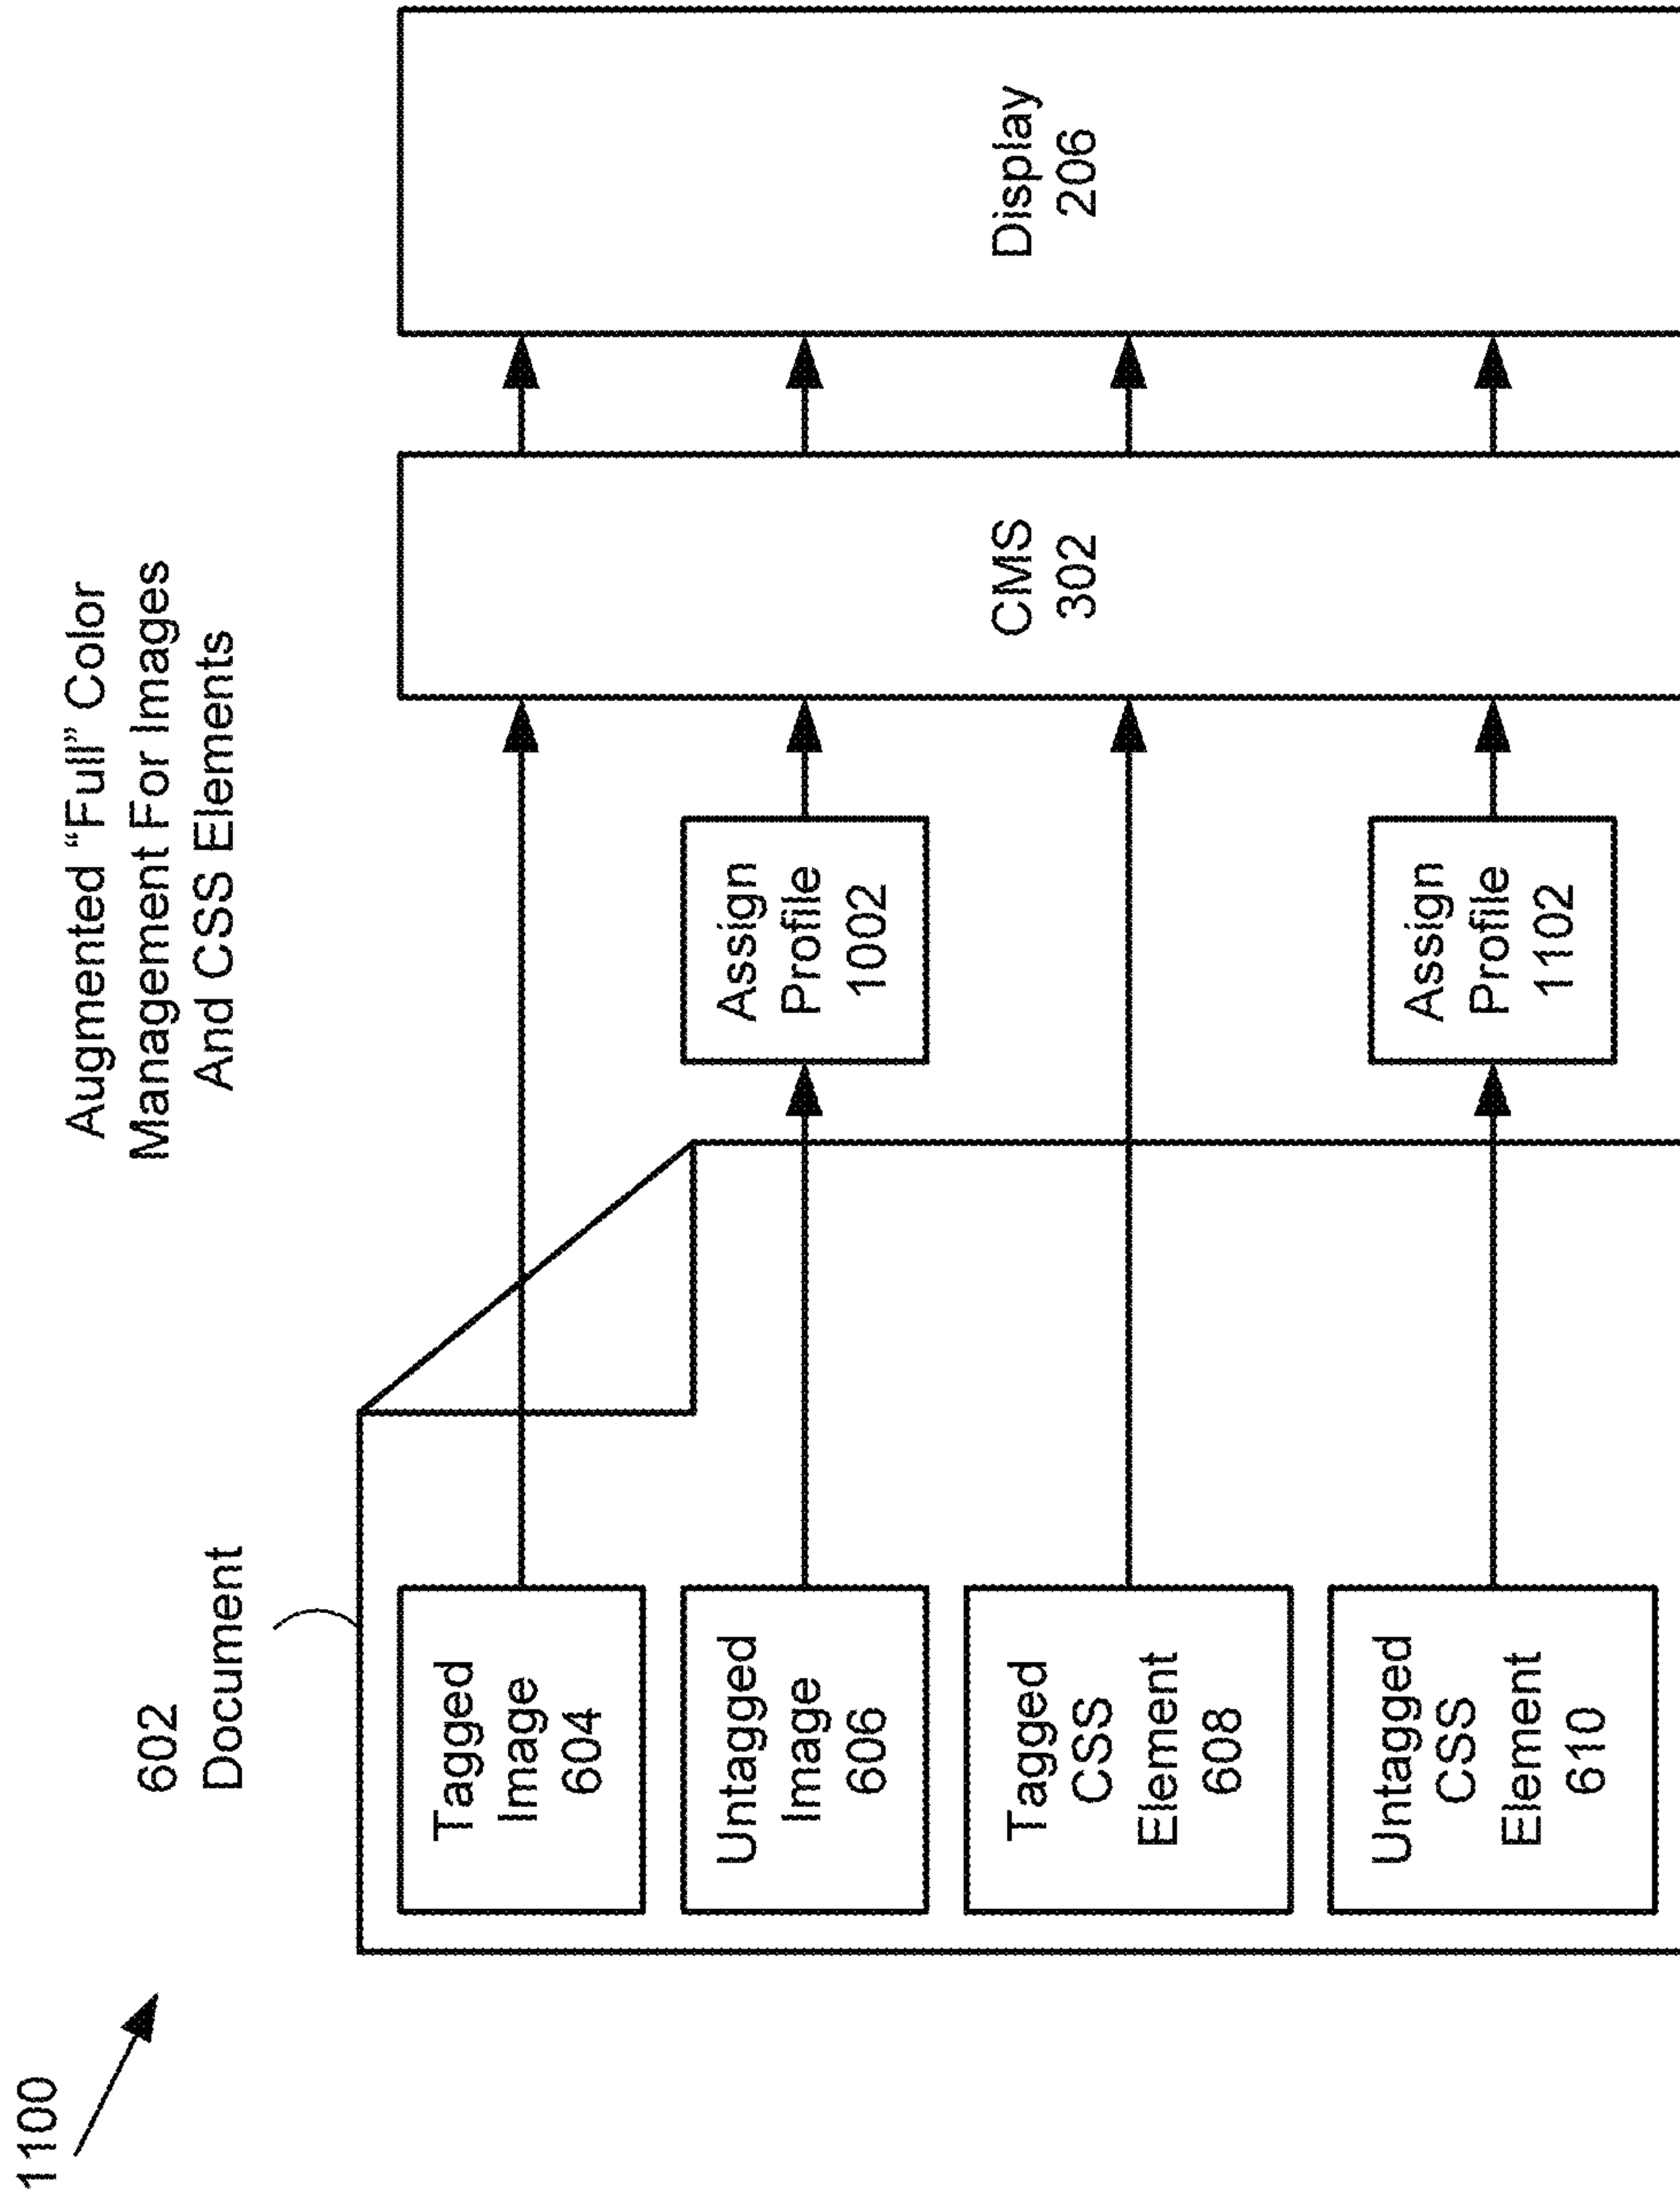 1100
Augmented “Full” Color
Management For Images
And CSS Elements
602
Document
Tagged
Image
604
Untagged
Image
606
Tagged
CSS
Element
608
Untagged
CSS
Element
610
Assign
Profile
1002
Assign
Profile
1102
CMS
302
Display
206